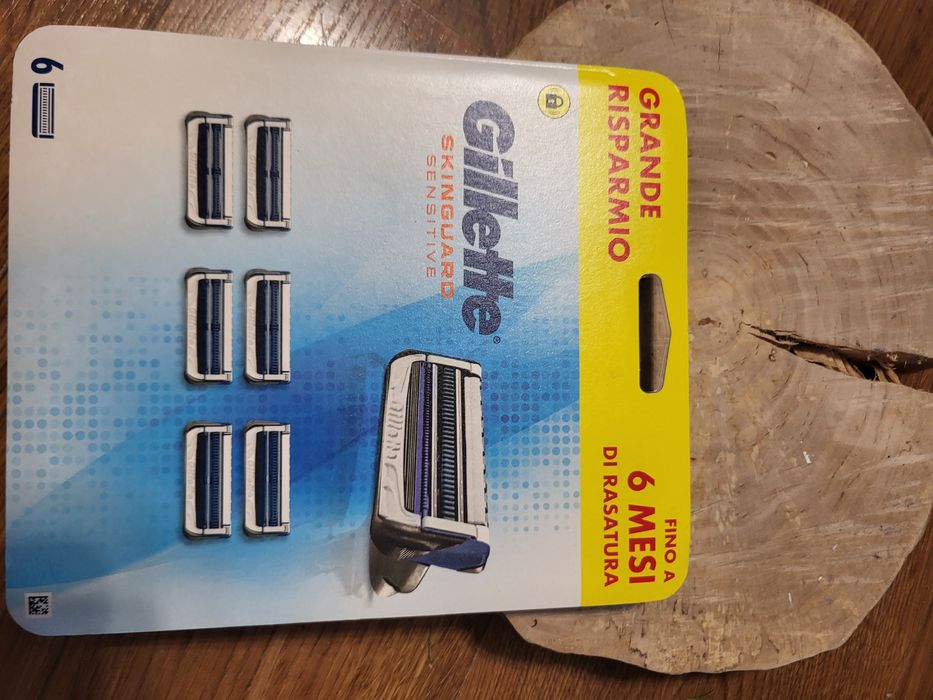 GRANDE
RISPARMIO
FINO A
6 MESI
DI RASATURA
Gillette®
SKINGUARD
SENSITIVE
6